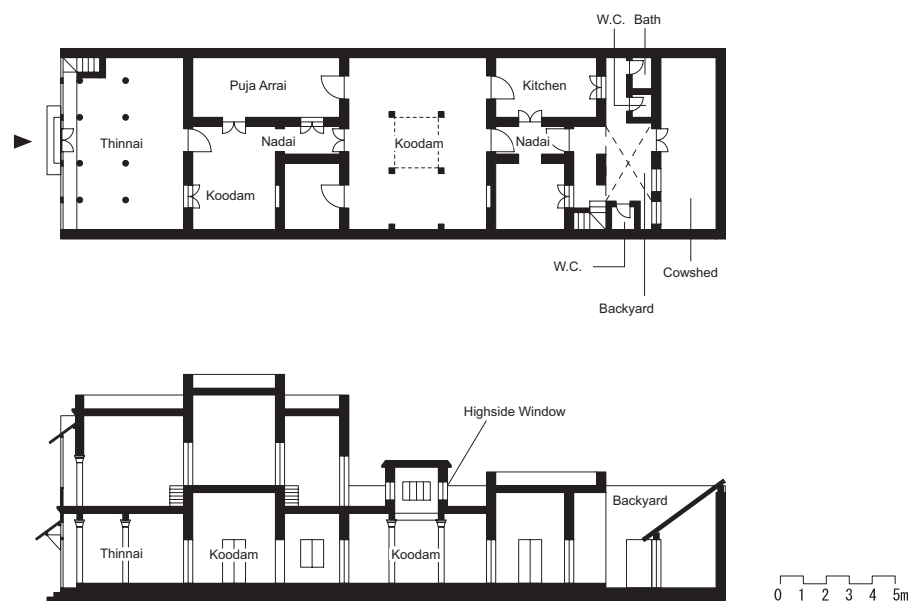 W.C. Bath
Puja Arrai
Kitchen
Thinnai
Nadai
Koodam
Nadai
Koodam
W.C.
Cowshed
Backyard
Highside Window
Backyard
Thinnai
Koodam
Koodam
0 1 2 3 4 5m